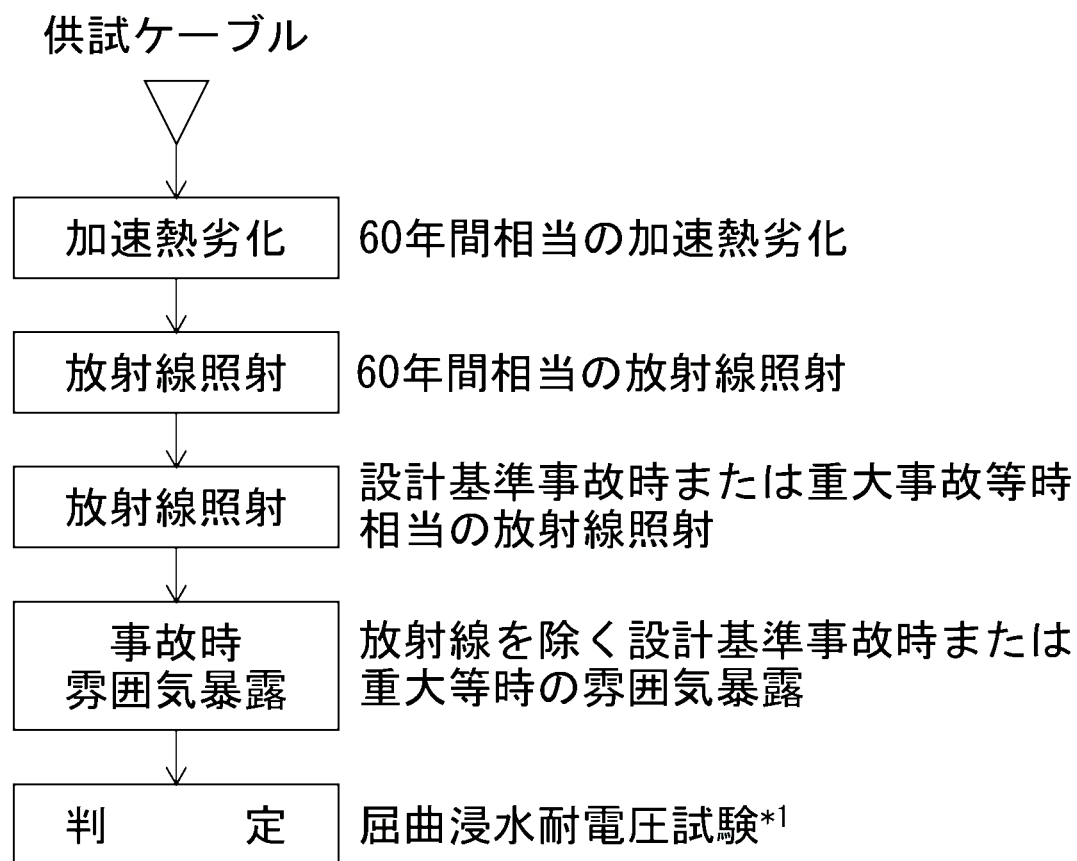 供試ケーブル
加速熱劣化 60年間相当の加速熱劣化
放射線照射 60年間相当の放射線照射
放射線照射
設計基準事故時または重大事故等時
相当の放射線照射
事故時
雰囲気暴露
放射線を除く設計基準事故時または
重大等時の雰囲気暴露
判 定 屈曲浸水耐電圧試験*1